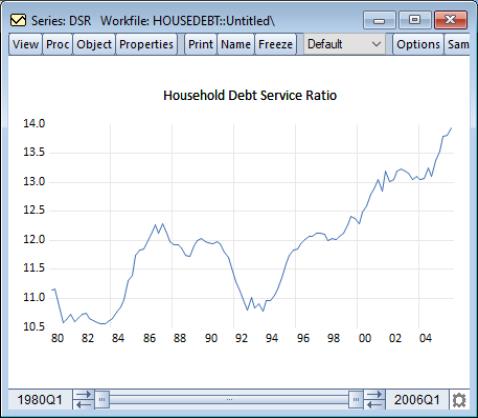 Series: DSR Workfile: HOUSEDEBT::Untitled\
View Proc Object Properties Print Name Freeze Default Options Sam
Household Debt Service Ratio
14.0
13.5
13.0
12.5
12.0
11.5
11.0
10.5
80 82 84 86 88 90 92 94 96 98 00 02 04
1980Q1 ... 2006Q1